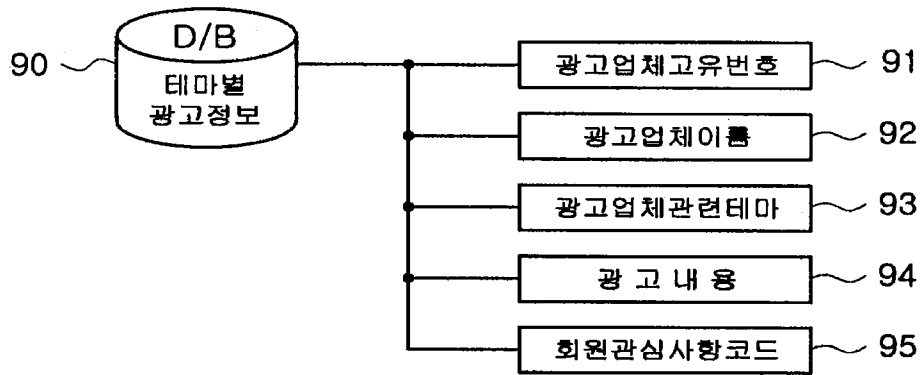 D/B
90
테마별
광고정보
광고업체고유번호
91
광고업체이름
92
광고업체관련테마
93
광 고 내 용
94
회원관심사항코드
95